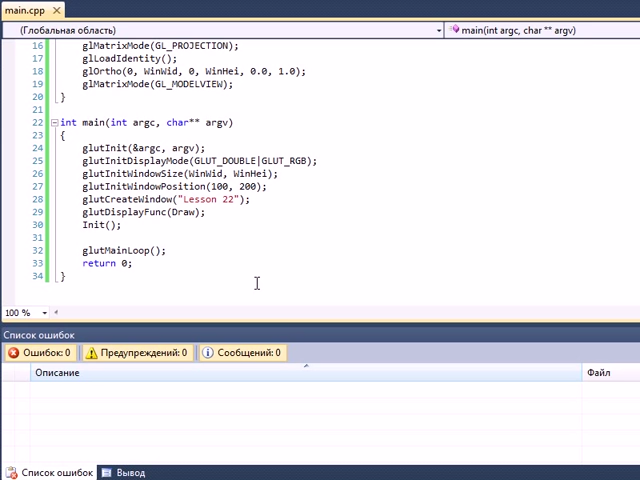 main.cpp
(Глобальная область)
main(int argc, char ** argv)
16 glMatrixMode(GL_PROJECTION);
17 glLoadIdentity();
18 glOrtho(0, WinWid, 0, WinHei, 0.0, 1.0);
19 glMatrixMode(GL_MODELVIEW);
20 }
21
22 int main(int argc, char** argv)
23 {
24 glutInit(&argc, argv);
25 glutInitDisplayMode(GLUT_DOUBLE|GLUT_RGB);
26 glutInitWindowSize(WinWid, WinHei);
27 glutInitWindowPosition(100, 200);
28 glutCreateWindow("Lesson 22");
29 glutDisplayFunc(Draw);
30 Init();
31
32 glutMainLoop();
33 return 0;
34 }
100 %
Список ошибок
Ошибок: 0 Предупреждений: 0 Сообщений: 0
Описание Файл
Список ошибок Вывод